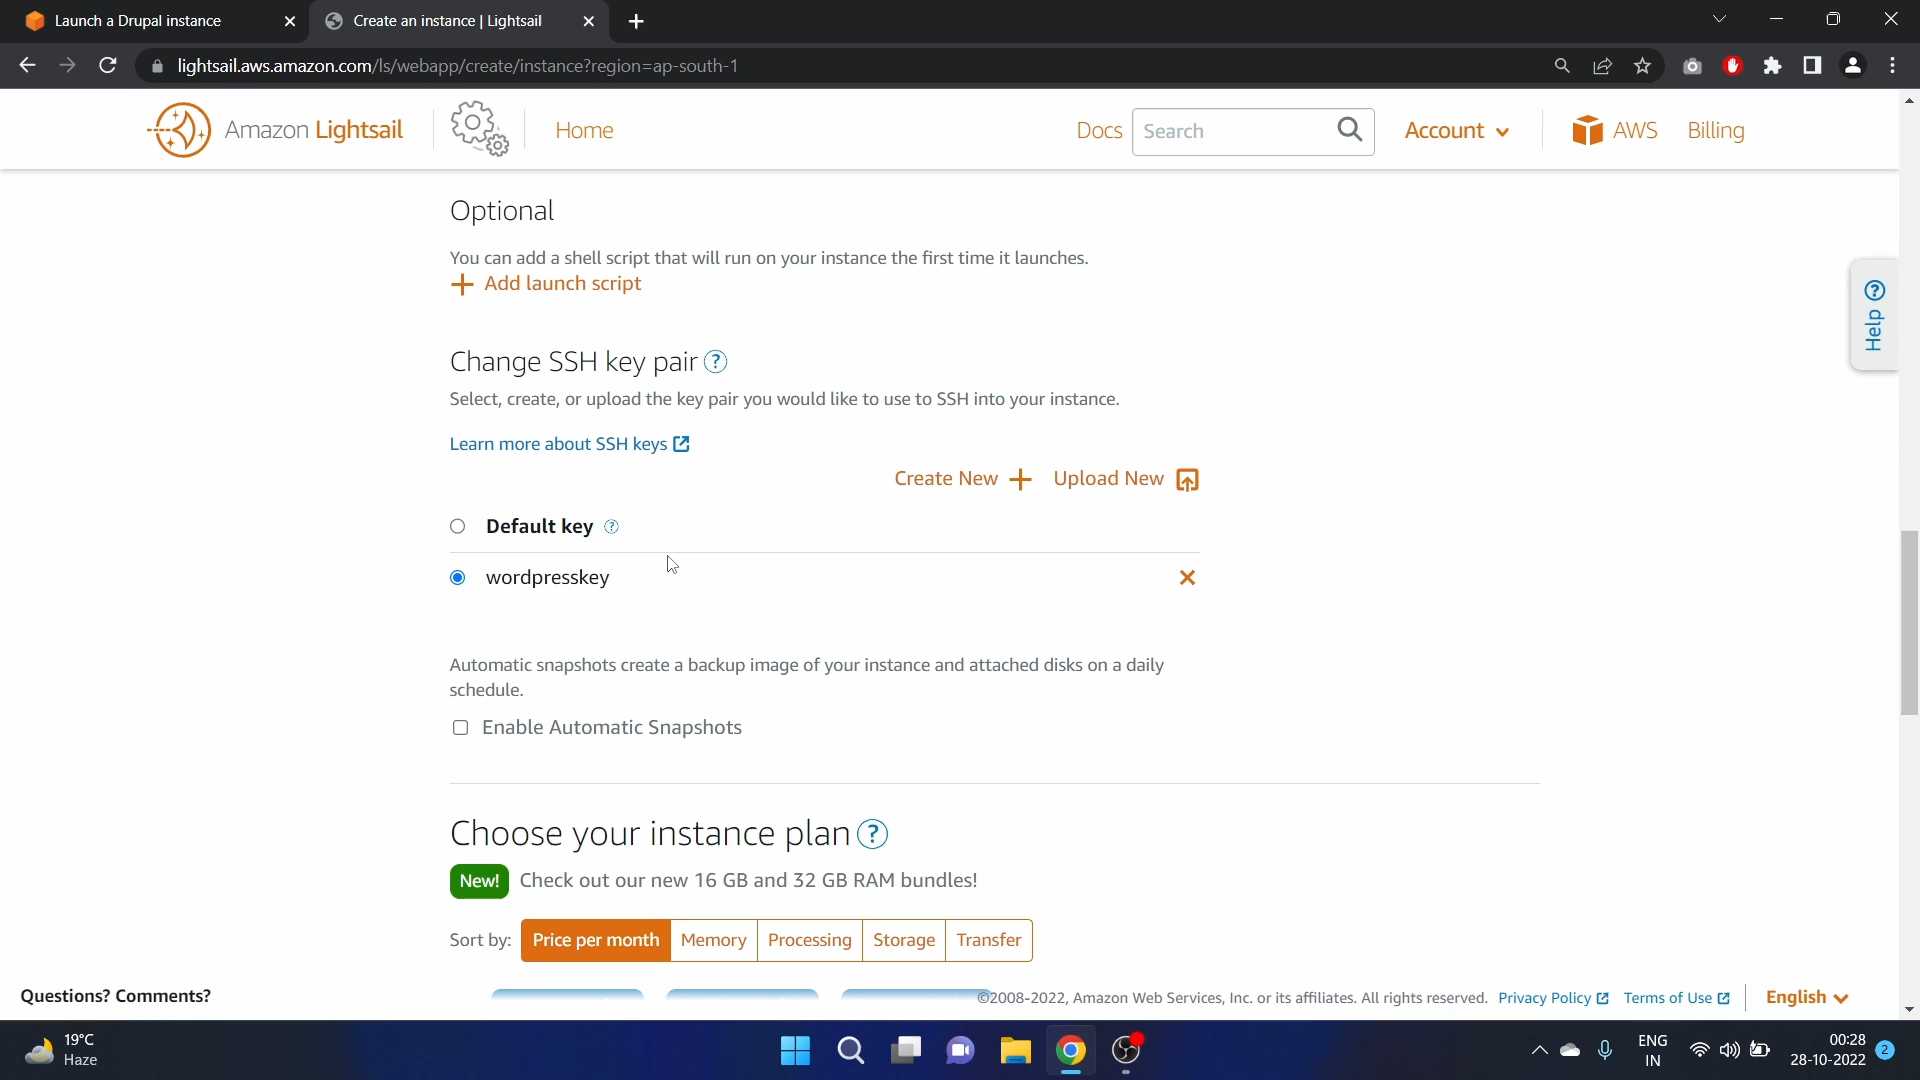 Launch a Drupal instance
Create an instance | Lightsail
lightsail.aws.amazon.com/ls/webapp/create/instance?region=ap-south-1
Amazon Lightsail
Home
Docs
Search
Account
AWS
Billing
Optional
You can add a shell script that will run on your instance the first time it launches.
Add launch script
Help
Change SSH key pair
Select, create, or upload the key pair you would like to use to SSH into your instance.
Learn more about SSH keys
Create New
Upload New
Default key
wordpresskey
Automatic snapshots create a backup image of your instance and attached disks on a daily
schedule.
Enable Automatic Snapshots
Choose your instance plan
New! Check out our new 16 GB and 32 GB RAM bundles!
Sort by: Price per month Memory Processing Storage Transfer
Questions? Comments?
©2008-2022, Amazon Web Services, Inc. or its affiliates. All rights reserved. Privacy Policy Terms of Use English
19°C
Haze
ENG
IN
00:28
28-10-2022
2